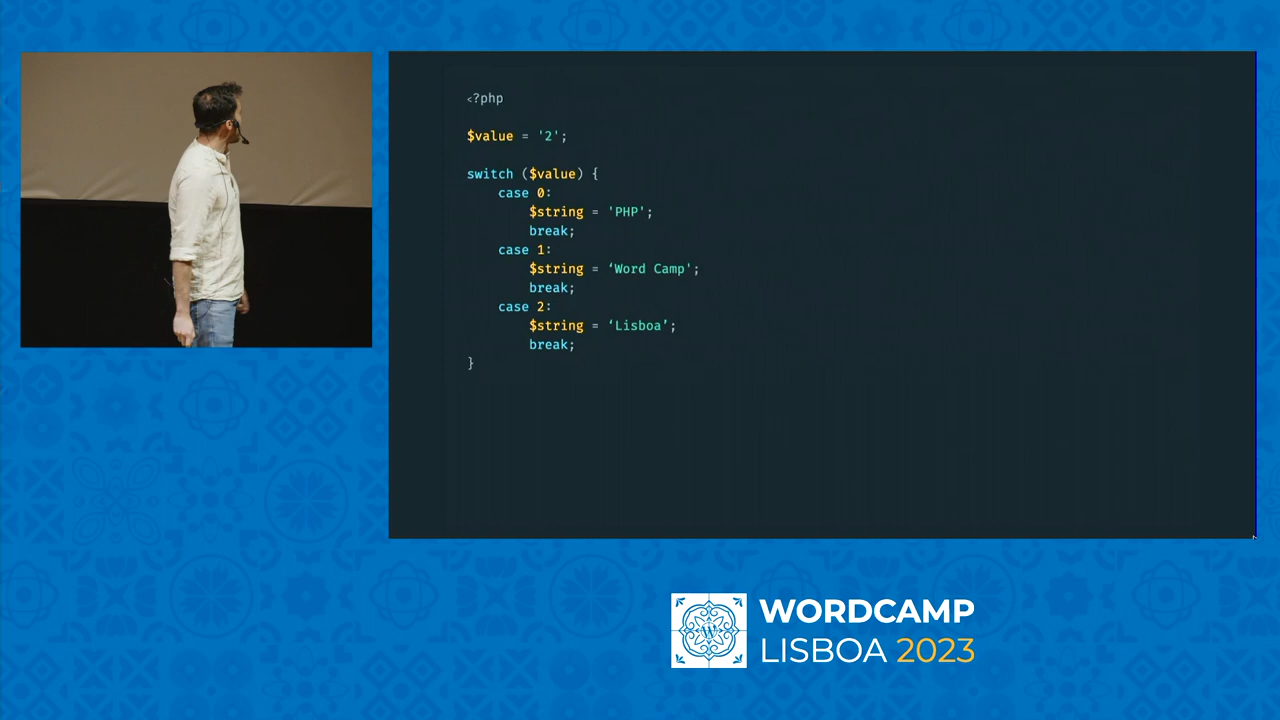 <?php
$value = '2';
switch ($value) {
case 0:
$string = 'PHP';
break;
case 1:
$string = ‘Word Camp';
break;
case 2:
$string = ‘Lisboa’;
break;
}
WORDCAMP
LISBOA 2023